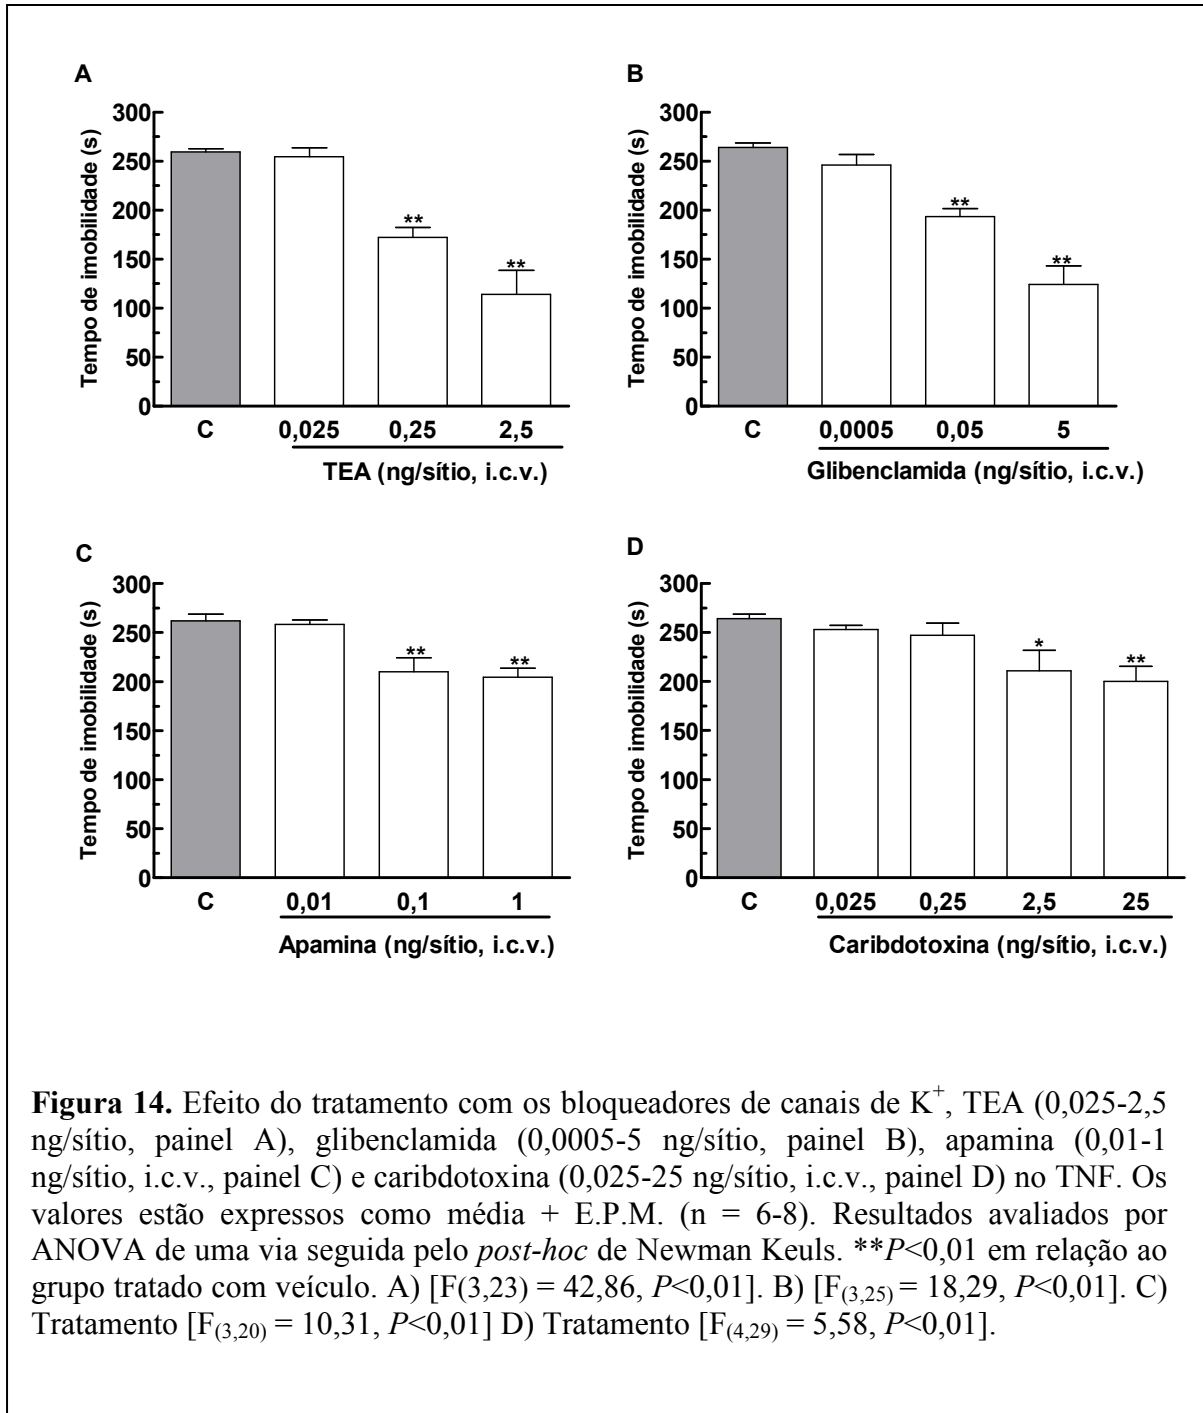 A
Tempo de imobilidade (s)
300
250
200
150
100
50
0
**
**
C 0,025 0,25 2,5
TEA (ng/sítio, i.c.v.)
B
Tempo de imobilidade (s)
300
250
200
150
100
50
0
**
**
C 0,0005 0,05 5
Glibenclamida (ng/sítio, i.c.v.)
C
Tempo de imobilidade (s)
300
250
200
150
100
50
0
**
**
C 0,01 0,1 1
Apamina (ng/sítio, i.c.v.)
D
Tempo de imobilidade (s)
300
250
200
150
100
50
0
*
**
C 0,025 0,25 2,5 25
Caribdotoxina (ng/sítio, i.c.v.)
Figura 14. Efeito do tratamento com os bloqueadores de canais de K⁺, TEA (0,025-2,5
ng/sítio, painel A), glibenclamida (0,0005-5 ng/sítio, painel B), apamina (0,01-1
ng/sítio, i.c.v., painel C) e caribdotoxina (0,025-25 ng/sítio, i.c.v., painel D) no TNF. Os
valores estão expressos como média + E.P.M. (n = 6-8). Resultados avaliados por
ANOVA de uma via seguida pelo post-hoc de Newman Keuls. **P<0,01 em relação ao
grupo tratado com veículo. A) [F(3,23) = 42,86, P<0,01]. B) [F(3,25) = 18,29, P<0,01]. C)
Tratamento [F(3,20) = 10,31, P<0,01] D) Tratamento [F(4,29) = 5,58, P<0,01].